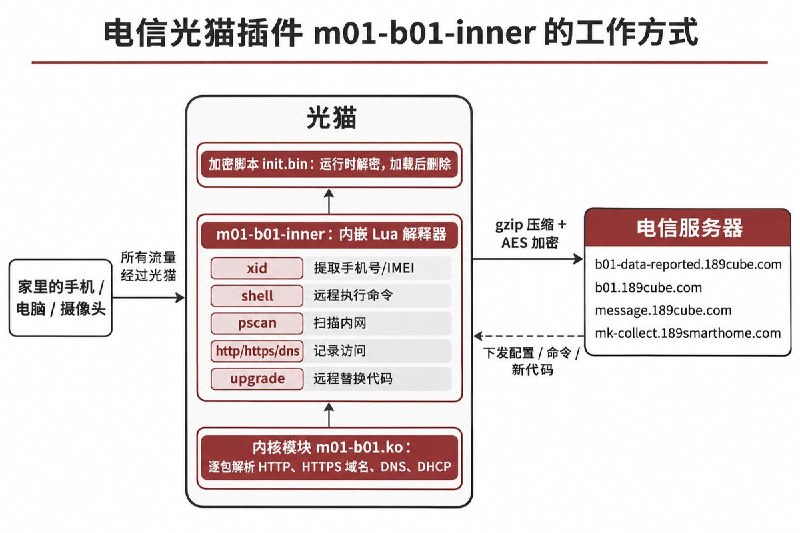 电信光猫插件 m01-b01-inner 的工作方式
光猫
加密脚本 init.bin：运行时解密，加载后删除
m01-b01-inner：内嵌 Lua 解释器
xid 提取手机号/IMEI
shell 远程执行命令
pscan 扫描内网
http/https/dns 记录访问
upgrade 远程替换代码
内核模块 m01-b01.ko：
逐包解析 HTTP、HTTPS 域名、DNS、DHCP
家里的手机 /
电脑 / 摄像头
所有流量
经过光猫
gzip 压缩 +
AES 加密
下发配置 / 命令 /
新代码
电信服务器
b01-data-reported.189cube.com
b01.189cube.com
message.189cube.com
mk-collect.189smarthome.com